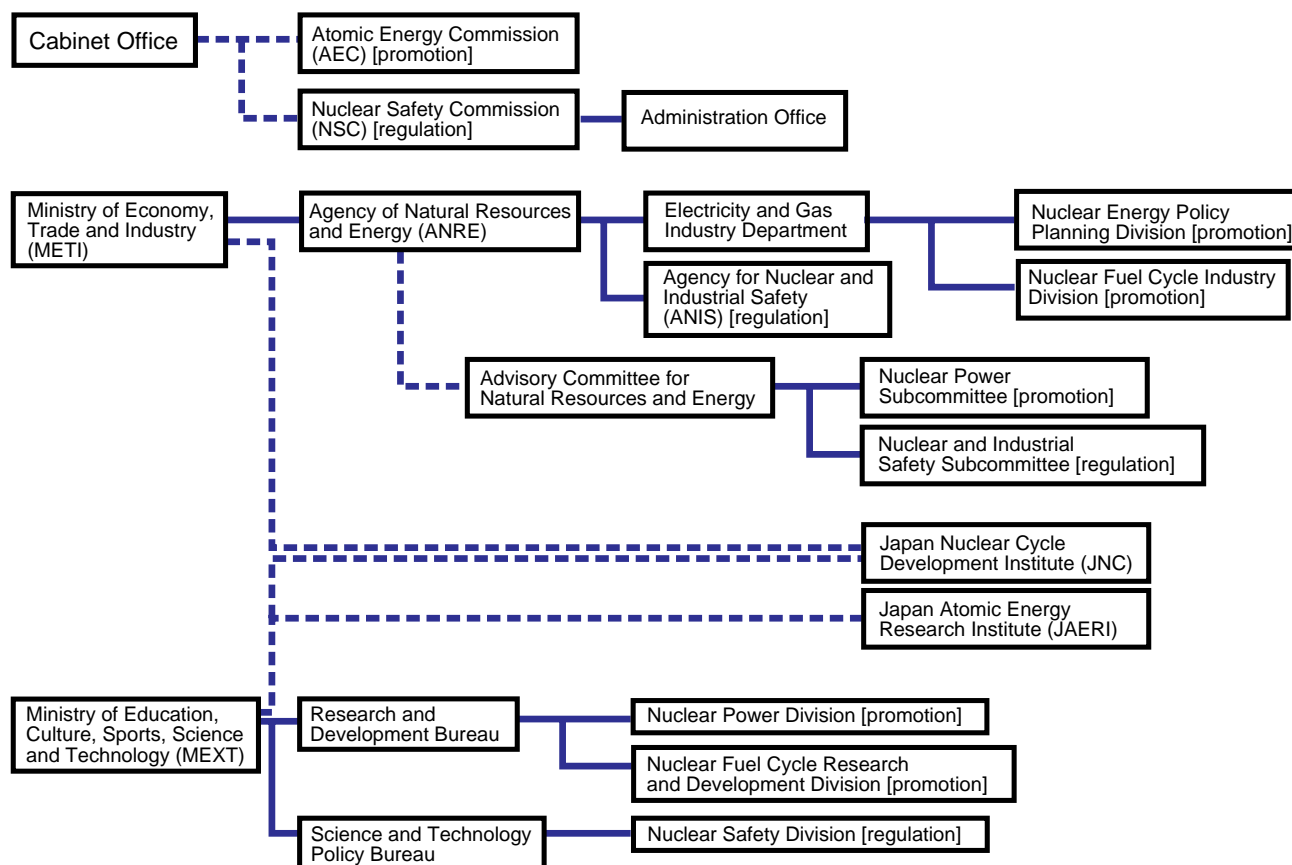 Cabinet Office
Atomic Energy Commission
(AEC) [promotion]
Nuclear Safety Commission
(NSC) [regulation]
Administration Office
Ministry of Economy,
Trade and Industry
(METI)
Agency of Natural Resources
and Energy (ANRE)
Electricity and Gas
Industry Department
Nuclear Energy Policy
Planning Division [promotion]
Agency for Nuclear and
Industrial Safety
(ANIS) [regulation]
Nuclear Fuel Cycle Industry
Division [promotion]
Advisory Committee for
Natural Resources and Energy
Nuclear Power
Subcommittee [promotion]
Nuclear and Industrial
Safety Subcommittee [regulation]
Japan Nuclear Cycle
Development Institute (JNC)
Japan Atomic Energy
Research Institute (JAERI)
Ministry of Education,
Culture, Sports, Science
and Technology (MEXT)
Research and
Development Bureau
Nuclear Power Division [promotion]
Nuclear Fuel Cycle Research
and Development Division [promotion]
Science and Technology
Policy Bureau
Nuclear Safety Division [regulation]